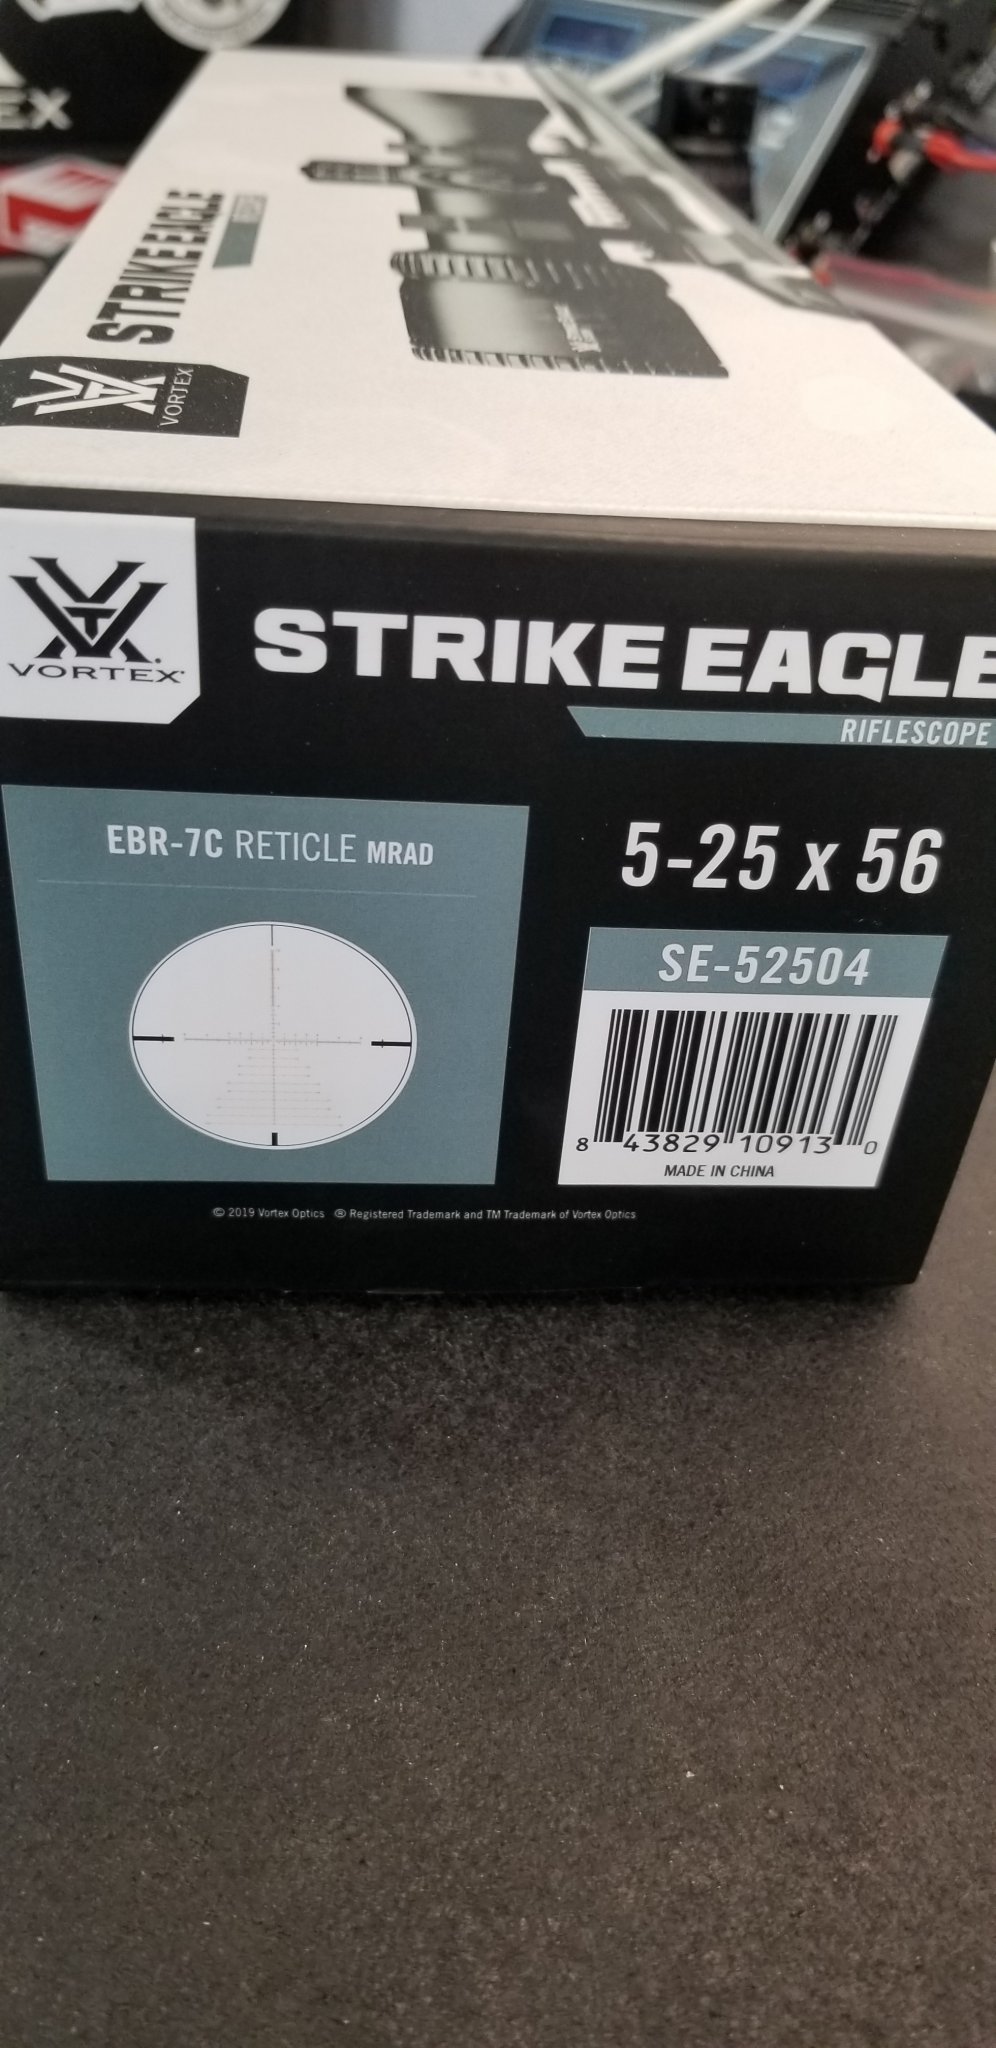 EX
STRIKE EAGLE
VORTEX
VORTEX
STRIKE EAGLE
RIFLESCOPE
EBR-7C RETICLE MRAD
5-25 x 56
SE-52504
8 43829 10913 0
MADE IN CHINA
© 2019 Vortex Optics ® Registered Trademark and TM Trademark of Vortex Optics